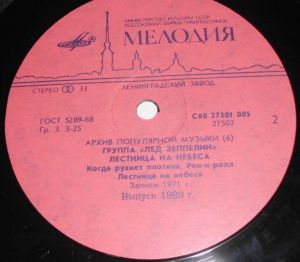 МИНИСТЕРСТВО КУЛЬТУРЫ СССР
ВСЕСОЮЗНАЯ ФИРМА ГРАМПЛАСТИНОК
МЕЛОДИЯ
СТЕРЕО 33
ЛЕНИНГРАДСКИЙ ЗАВОД
ГОСТ 5289-88
Гр. 3. 3-25
С60 27501 005
27502
2
АРХИВ ПОПУЛЯРНОЙ МУЗЫКИ (6)
ГРУППА «ЛЕД ЗЕППЕЛИН»
ЛЕСТНИЦА НА НЕБЕСА
Когда рухнет плотина. Рок-н-ролл
Лестница на небеса
Записи 1971 г.
Выпуск 1989 г.